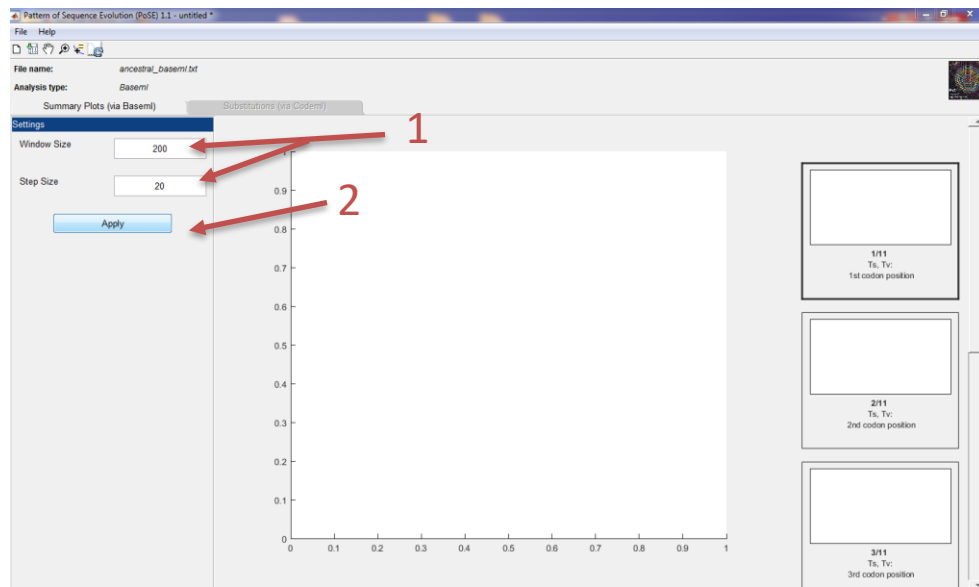 Pattern of Sequence Evolution (PoSE) 1.1 - untitled *
File Help
File name: ancestral_baseml.txt
Analysis type: Baseml
Summary Plots (via Baseml) Substitutions (via Codeml)
Settings
Window Size 200
Step Size 20
Apply
1
2
1
0.9
0.8
0.7
0.6
0.5
0.4
0.3
0.2
0.1
0
0 0.1 0.2 0.3 0.4 0.5 0.6 0.7 0.8 0.9 1
1/11
Ts, Tv:
1st codon position
2/11
Ts, Tv:
2nd codon position
3/11
Ts, Tv:
3rd codon position